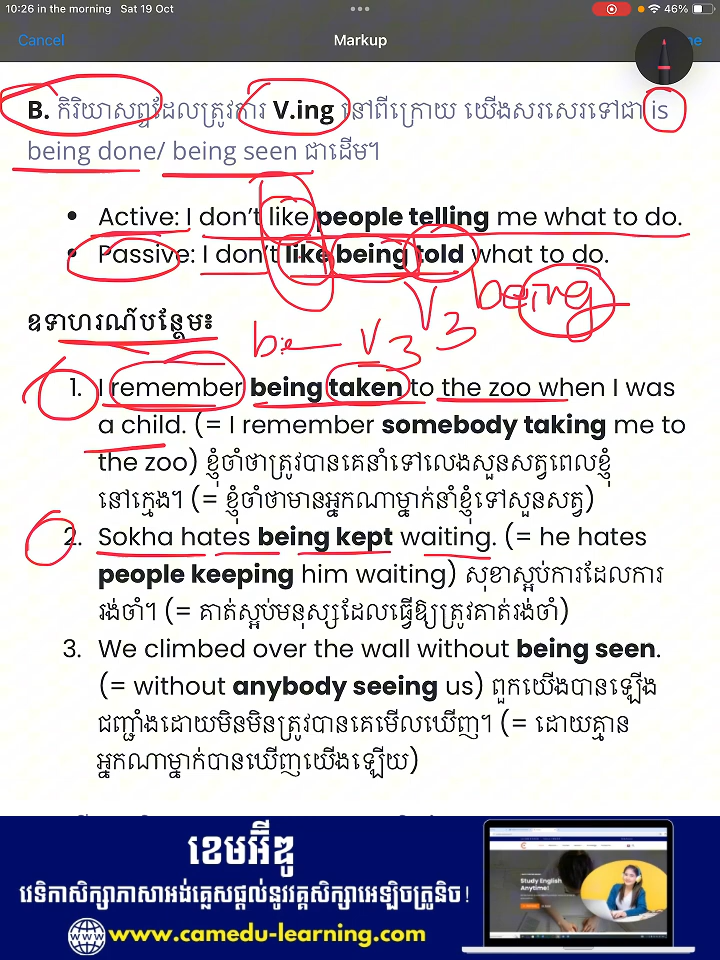 10:26 in the morning Sat 19 Oct 46%
Cancel Markup
B. កិរិយាសព្ទដែលត្រូវការ V.ing នៅពីក្រោយ យើងសរសេរទៅជា is
being done/ being seen ជាដើម។
• Active: I don't like people telling me what to do.
• Passive: I don't like being told what to do.
being
V3
ឧទាហរណ៍បន្ថែម៖
be V3
1. I remember being taken to the zoo when I was
a child. (= I remember somebody taking me to
the zoo) ខ្ញុំចាំថាត្រូវបានគេនាំទៅលេងសួនសត្វពេលខ្ញុំ
នៅក្មេង។ (= ខ្ញុំចាំថាមានអ្នកណាម្នាក់នាំខ្ញុំទៅសួនសត្វ)
2. Sokha hates being kept waiting. (= he hates
people keeping him waiting) សុខាស្អប់ការដែលការ
រង់ចាំ។ (= គាត់ស្អប់មនុស្សដែលធ្វើឱ្យត្រូវគាត់រង់ចាំ)
3. We climbed over the wall without being seen.
(= without anybody seeing us) ពួកយើងបានឡើង
ជញ្ជាំងដោយមិនមិនត្រូវបានគេមើលឃើញ។ (= ដោយគ្មាន
អ្នកណាម្នាក់បានឃើញយើងឡើយ)
ខេមអ៊ីឌូ
វេទិកាសិក្សាភាសាអង់គ្លេសផ្តល់នូវវគ្គសិក្សាអេឡិចត្រូនិច!
www.camedu-learning.com
Study English
Anytime!